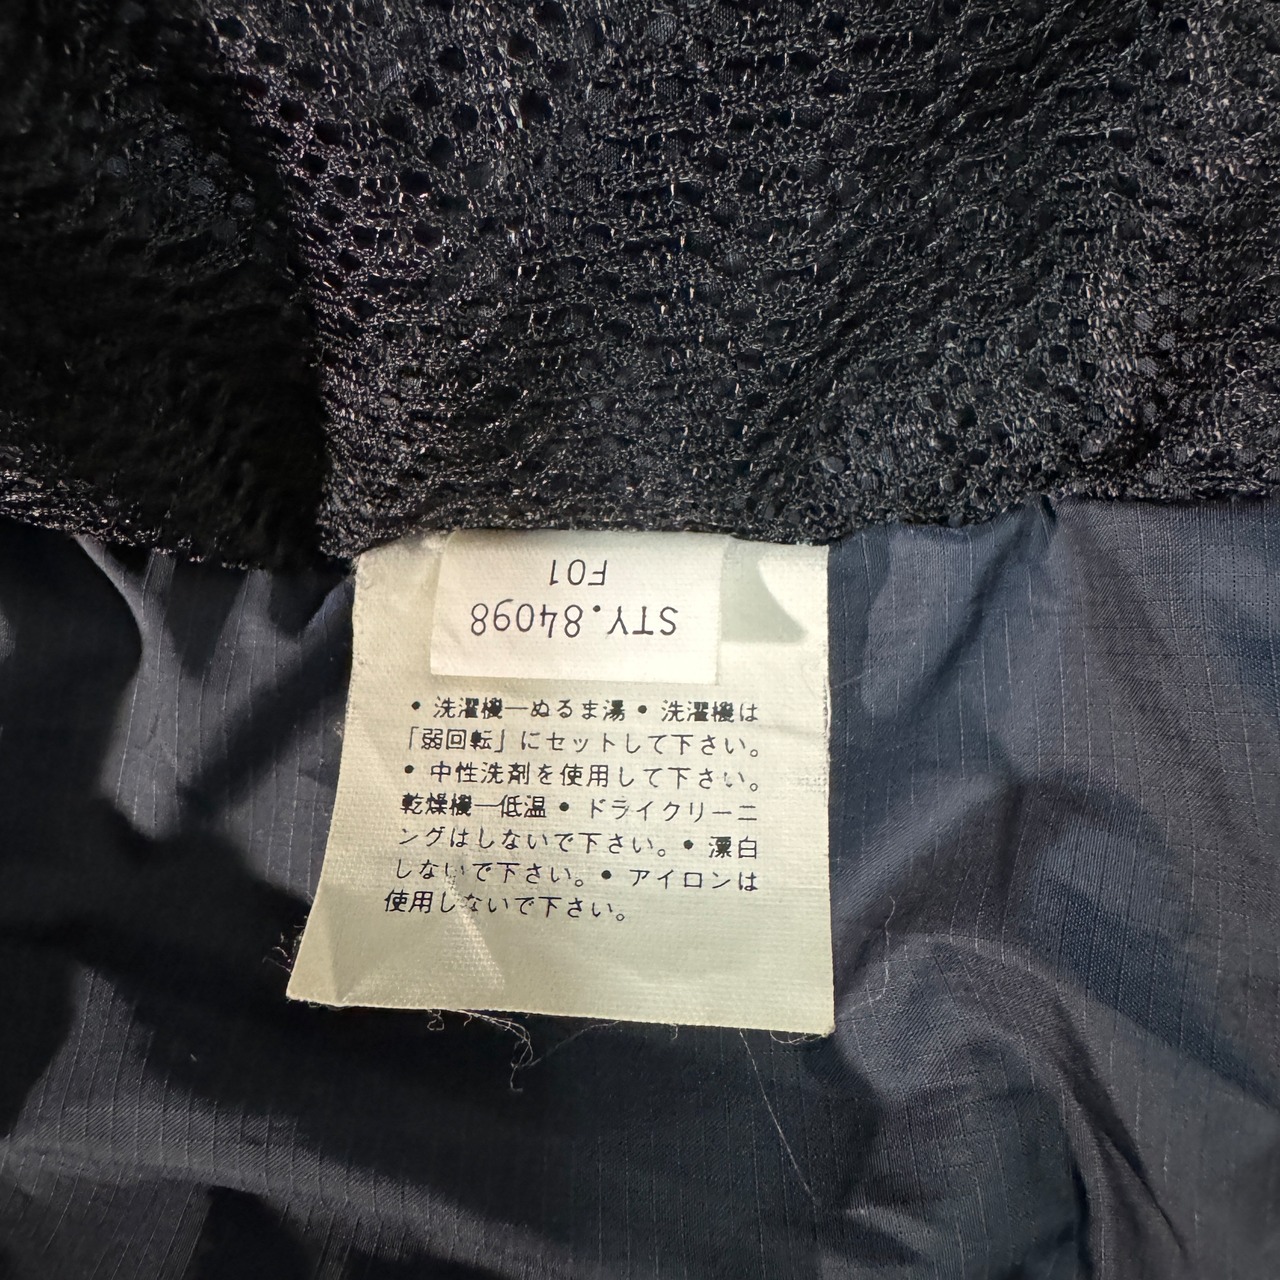 STY.84098
F01
• 洗濯機―ぬるま湯 • 洗濯機は
「弱回転」にセットして下さい。
• 中性洗剤を使用して下さい。
乾燥機―低温 • ドライクリーニ
ングはしないで下さい。• 漂白
しないで下さい。• アイロンは
使用しないで下さい。